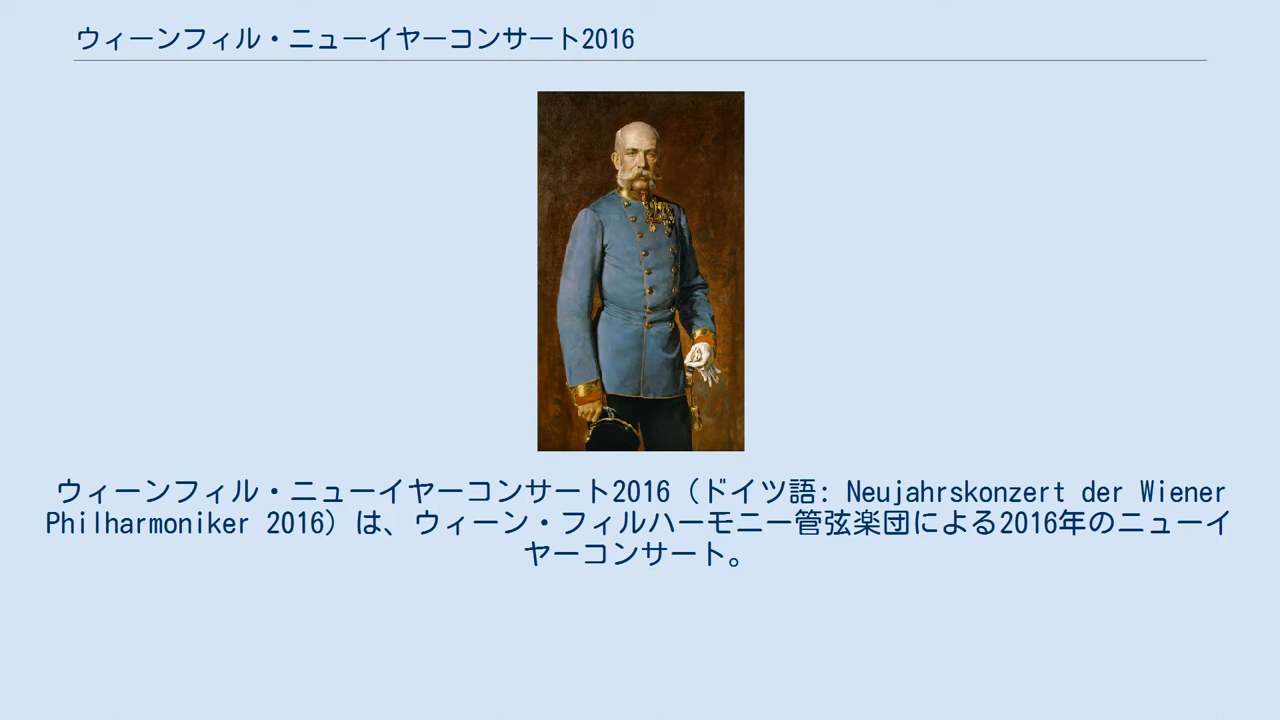 ウィーンフィル・ニューイヤーコンサート2016
ウィーンフィル・ニューイヤーコンサート2016（ドイツ語: Neujahrskonzert der Wiener
Philharmoniker 2016）は、ウィーン・フィルハーモニー管弦楽団による2016年のニューイ
ヤーコンサート。